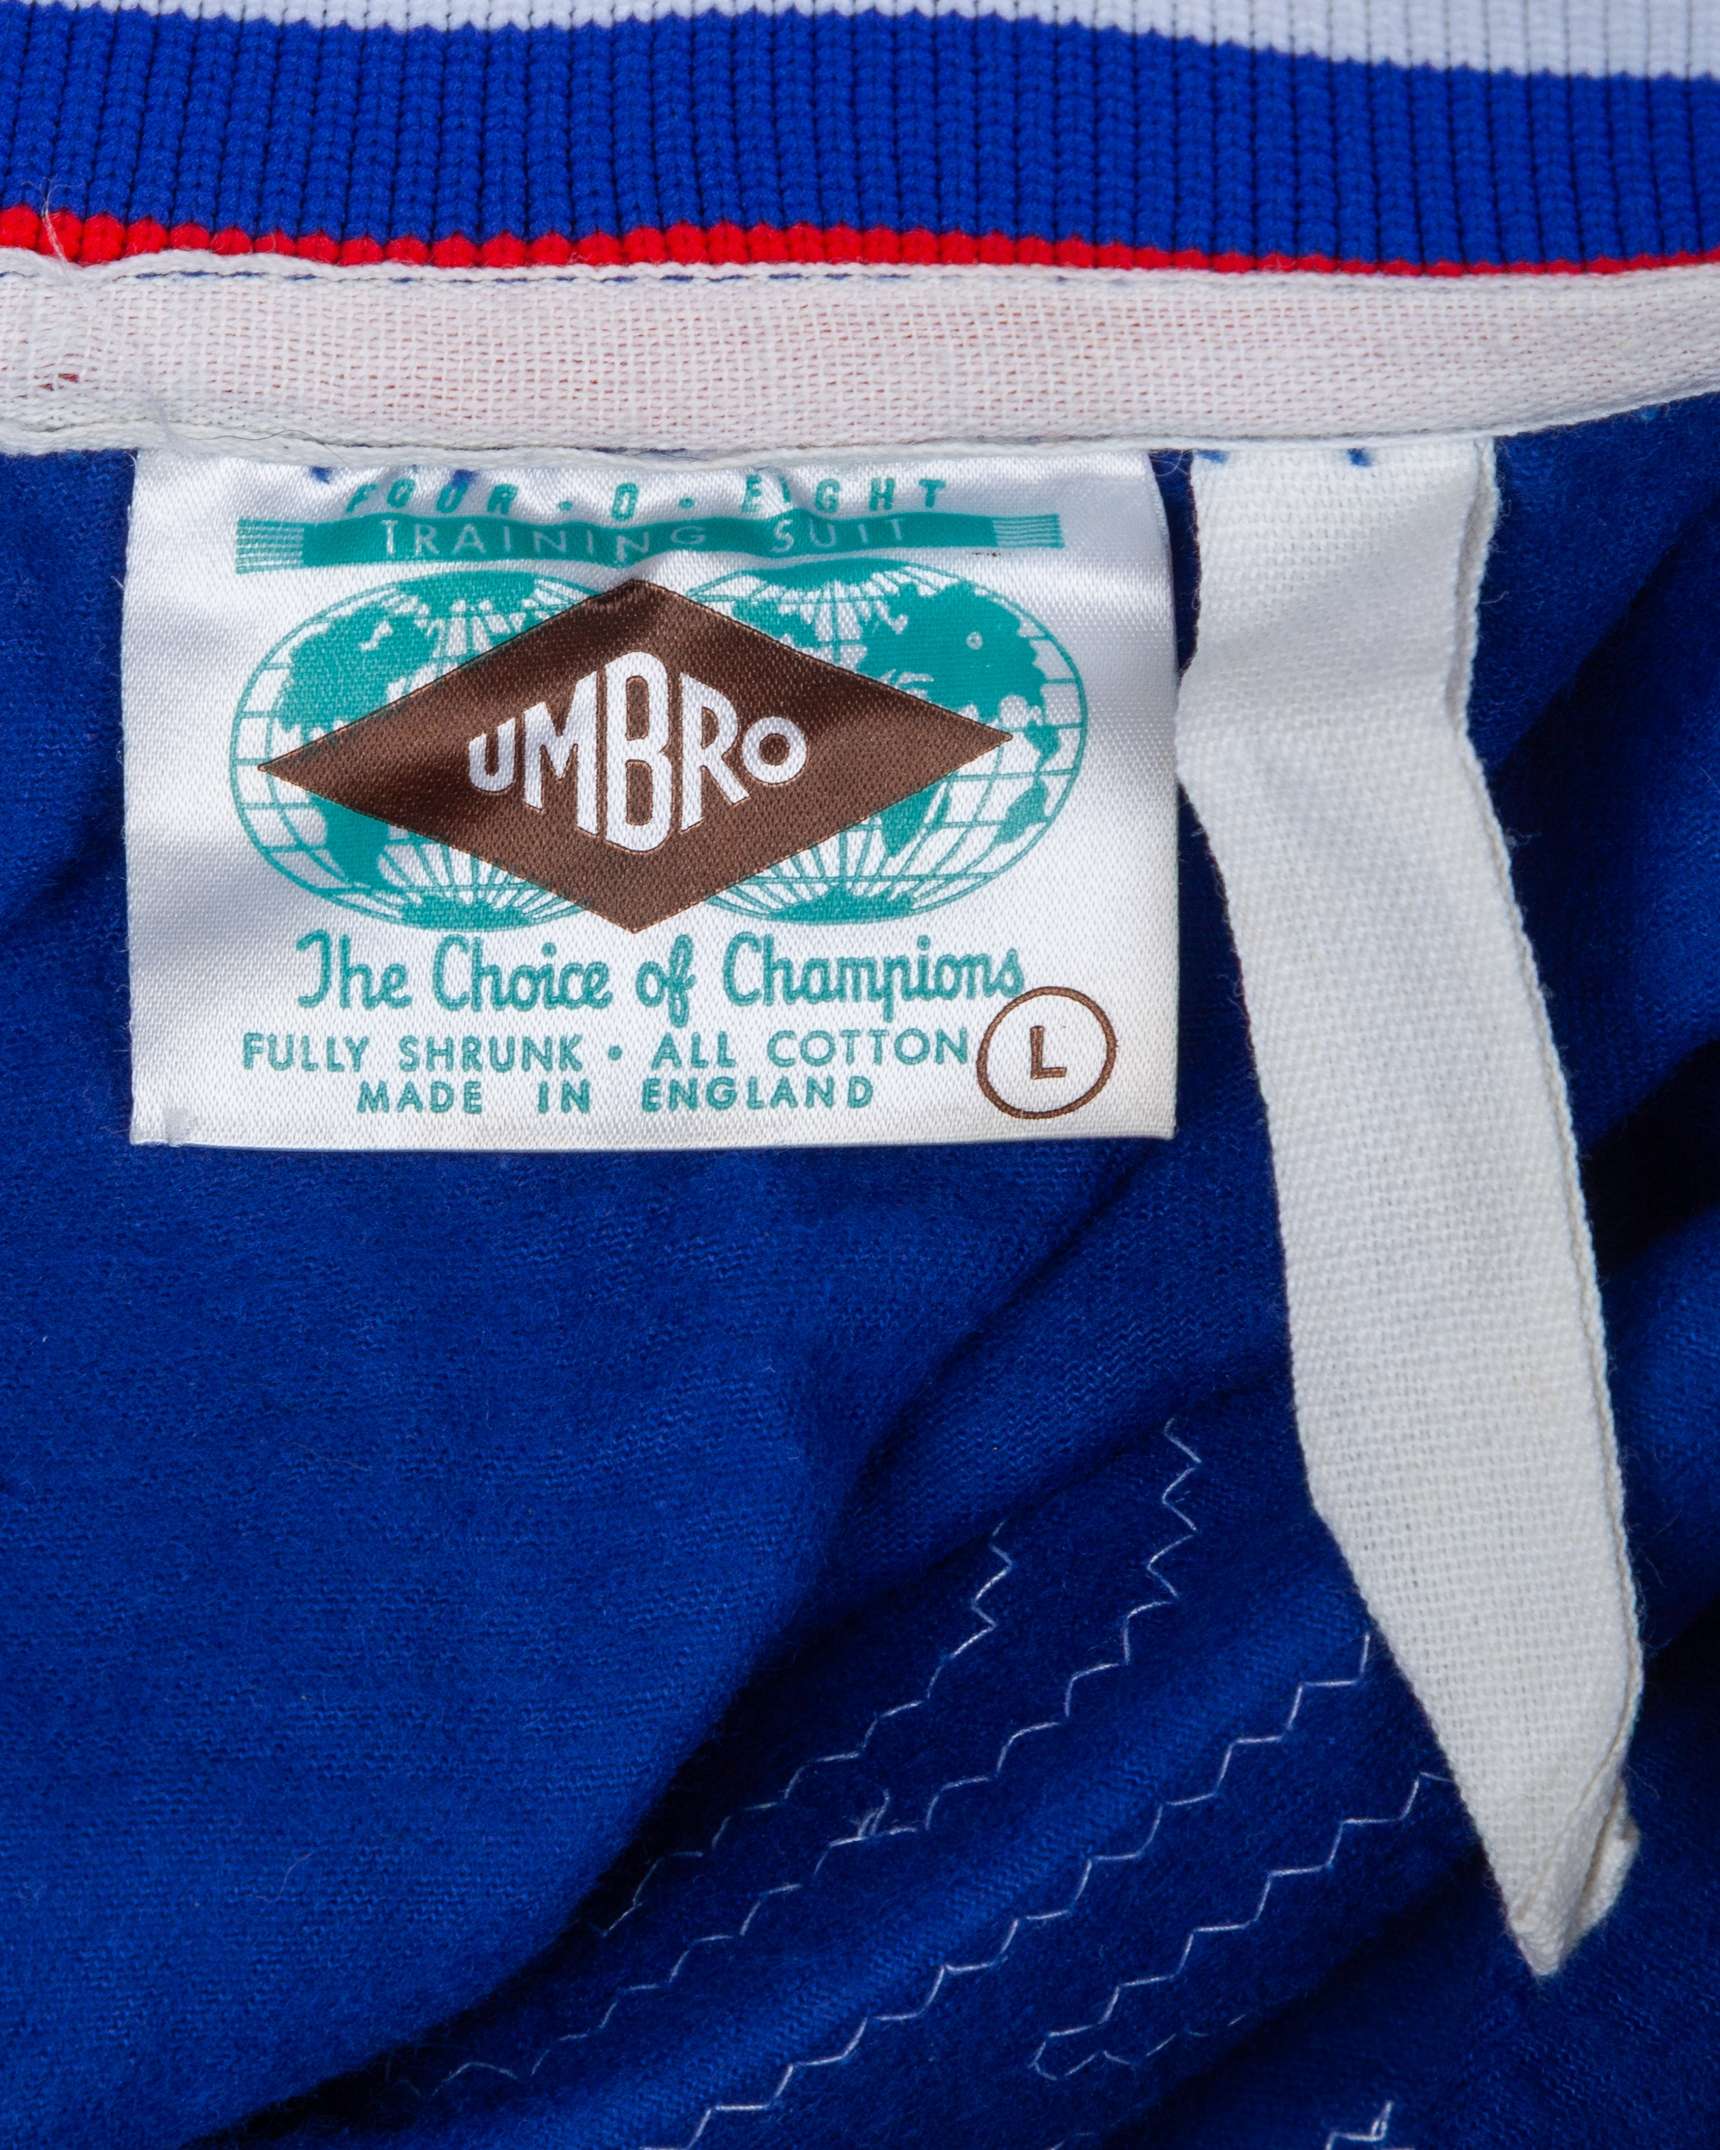 FOUR · O · EIGHT
TRAINING SUIT
UMBRO
The Choice of Champions
FULLY SHRUNK · ALL COTTON
L
MADE IN ENGLAND